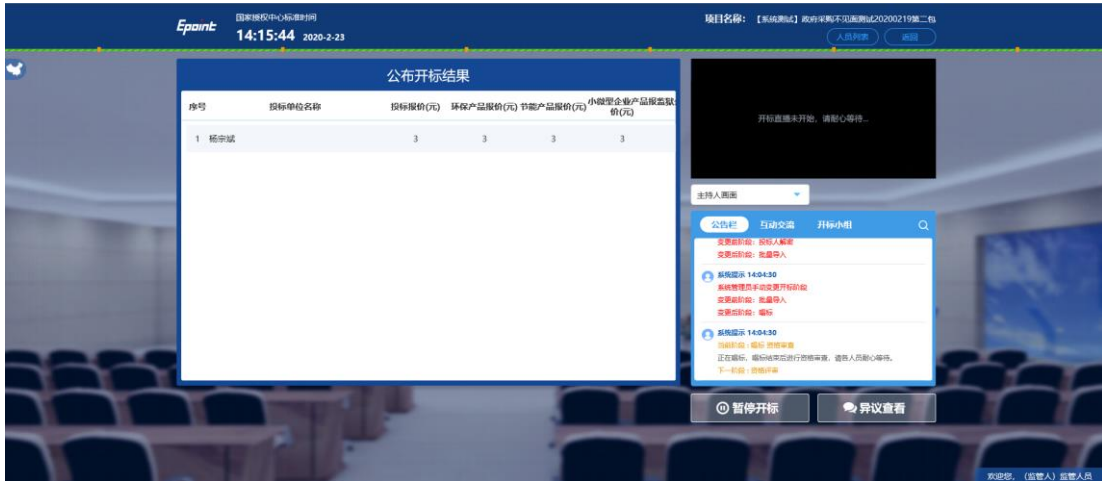 Epoint
国家授权中心标准时间
14:15:44 2020-2-23
项目名称: 【系统测试】政府采购不见面测试20200219第二包
人员列表 返回
公布开标结果
序号 投标单位名称 投标报价(元) 环保产品报价(元) 节能产品报价(元) 小微型企业产品报监狱
价(元)
1 杨宗斌 3 3 3 3
开标直播未开始，请耐心等待...
主持人画面
公告栏 互动交流 开标小组
变更前阶段：投标人解密
变更后阶段：批量导入
系统提示 14:04:30
系统管理员手动变更开标阶段
变更前阶段：批量导入
变更后阶段：唱标
系统提示 14:04:30
当前阶段：唱标 资格审查
正在唱标，唱标结束后进行资格审查，请各人员耐心等待。
下一阶段：资格评审
暂停开标 异议查看
欢迎您，（监管人）监管人员